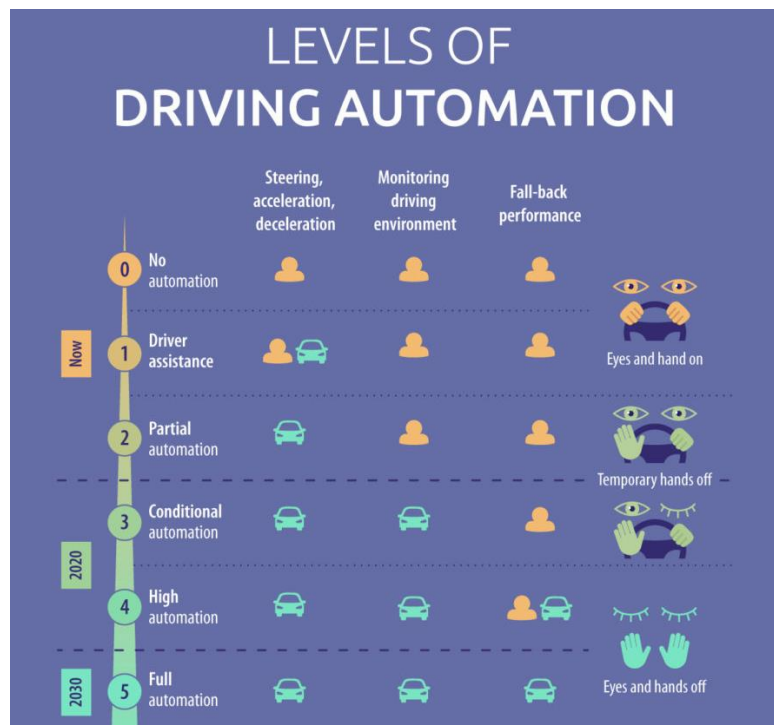 LEVELS OF
DRIVING AUTOMATION
Steering,
acceleration,
deceleration
Monitoring
driving
environment
Fall-back
performance
0
No
automation
Now
1
Driver
assistance
Eyes and hand on
2
Partial
automation
Temporary hands off
2020
3
Conditional
automation
4
High
automation
2030
5
Full
automation
Eyes and hands off